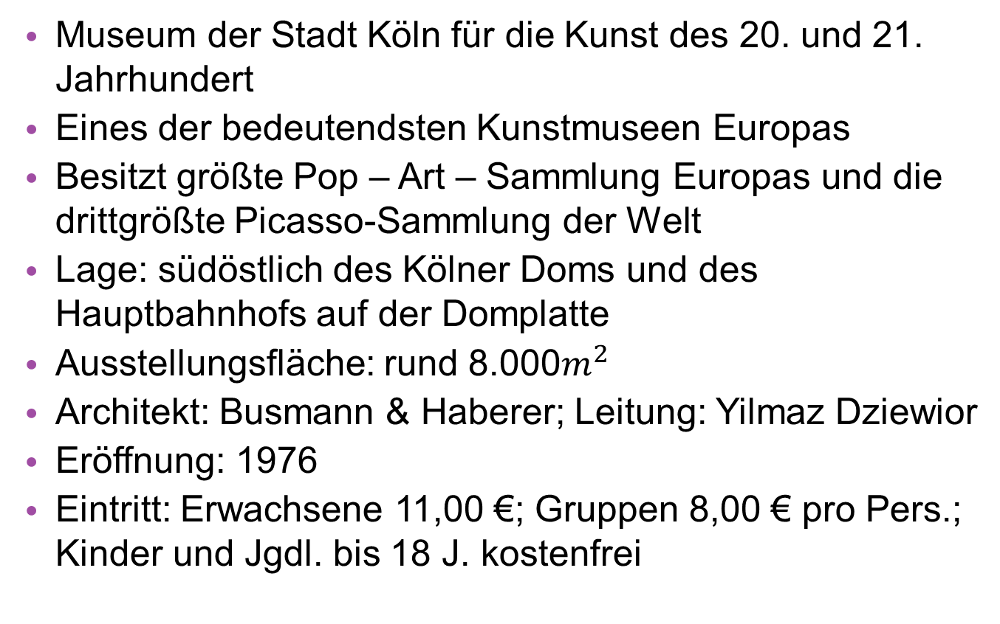 • Museum der Stadt Köln für die Kunst des 20. und 21.
Jahrhundert
• Eines der bedeutendsten Kunstmuseen Europas
• Besitzt größte Pop – Art – Sammlung Europas und die
drittgrößte Picasso-Sammlung der Welt
• Lage: südöstlich des Kölner Doms und des
Hauptbahnhofs auf der Domplatte
• Ausstellungsfläche: rund 8.000m²
• Architekt: Busmann & Haberer; Leitung: Yilmaz Dziewior
• Eröffnung: 1976
• Eintritt: Erwachsene 11,00 €; Gruppen 8,00 € pro Pers.;
Kinder und Jgdl. bis 18 J. kostenfrei